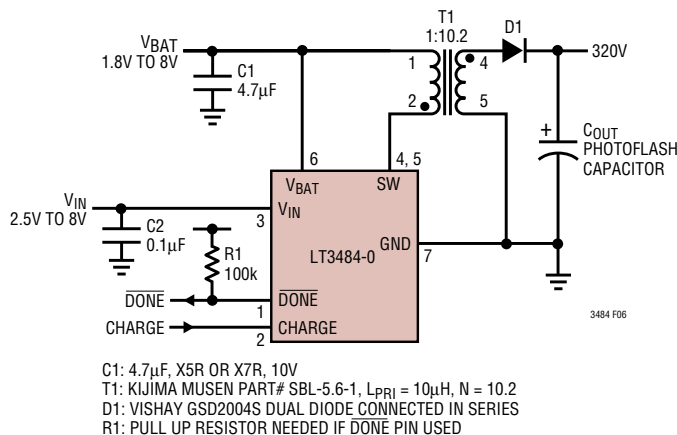 T1
1:10.2
D1
VBAT
1.8V TO 8V
1
4
320V
C1
4.7µF
2
5
+
COUT
PHOTOFLASH
CAPACITOR
6
4, 5
VBAT
SW
VIN
2.5V TO 8V
3
VIN
C2
0.1µF
R1
100k
GND
7
LT3484-0
DONE
1
DONE
CHARGE
2
CHARGE
3484 F06
C1: 4.7µF, X5R OR X7R, 10V
T1: KIJIMA MUSEN PART# SBL-5.6-1, LPRI = 10µH, N = 10.2
D1: VISHAY GSD2004S DUAL DIODE CONNECTED IN SERIES
R1: PULL UP RESISTOR NEEDED IF DONE PIN USED